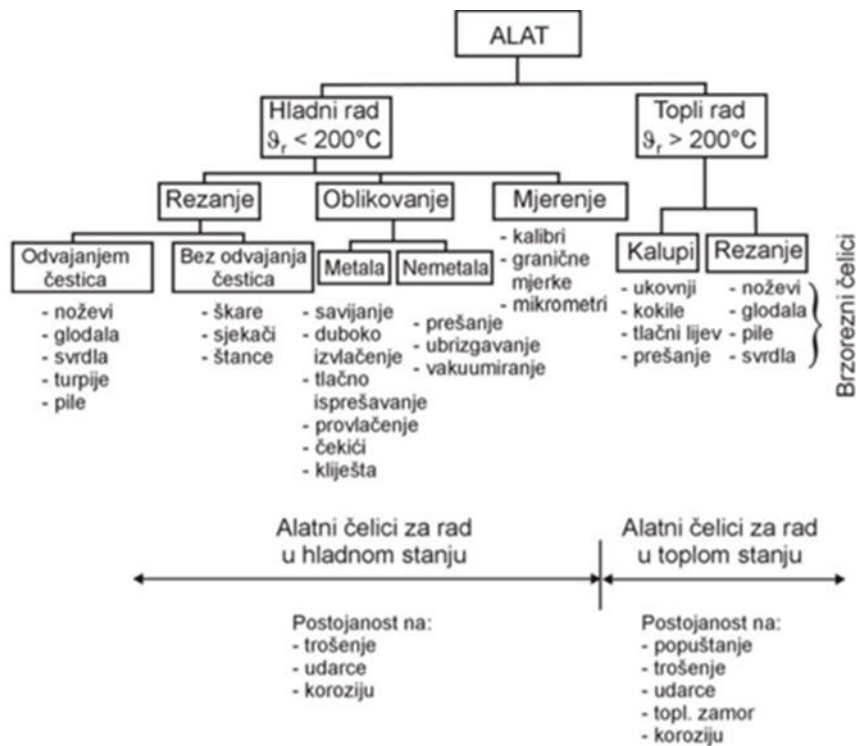 ALAT
Hladni rad
ϑr < 200°C
Topli rad
ϑr > 200°C
Rezanje
Oblikovanje
Mjerenje
- kalibri
- granične
mjerke
- mikrometri
Odvajanjem
čestica
- noževi
- glodala
- svrdla
- turpije
- pile
Bez odvajanja
čestica
- škare
- sjekači
- štance
Metala
- savijanje
- duboko
izvlačenje
- tlačno
isprešavanje
- provlačenje
- čekići
- kliješta
Nemetala
- prešanje
- ubrizgavanje
- vakuumiranje
Kalupi
- ukovnji
- kokile
- tlačni lijev
- prešanje
Rezanje
- noževi
- glodala
- pile
- svrdla
Brzorezni čelici
Alatni čelici za rad
u hladnom stanju
Alatni čelici za rad
u toplom stanju
Postojanost na:
- trošenje
- udarce
- koroziju
Postojanost na:
- popuštanje
- trošenje
- udarce
- topl. zamor
- koroziju